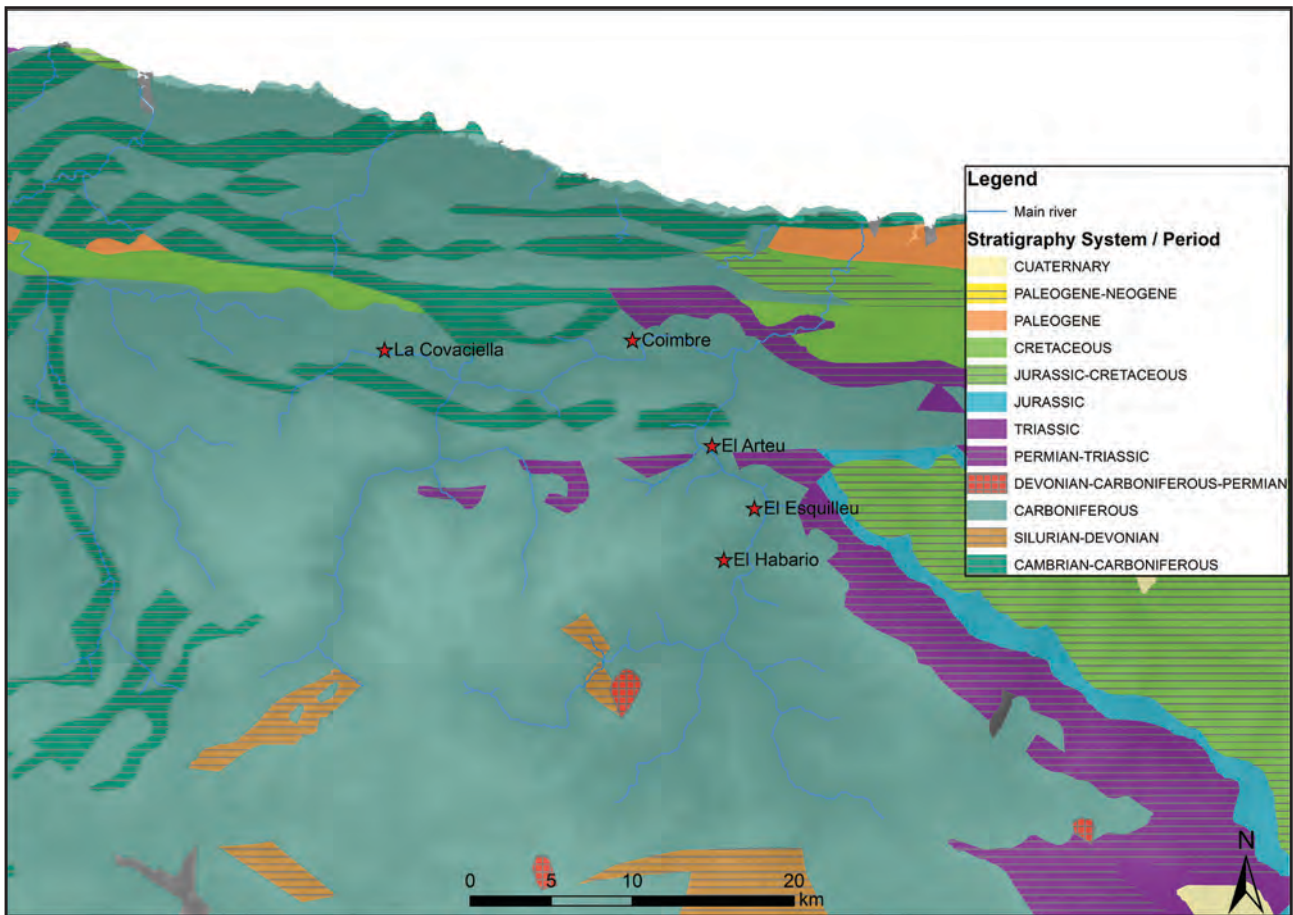 Legend
Main river
Stratigraphy System / Period
CUATERNARY
PALEOGENE-NEOGENE
PALEOGENE
CRETACEOUS
JURASSIC-CRETACEOUS
JURASSIC
TRIASSIC
PERMIAN-TRIASSIC
DEVONIAN-CARBONIFEROUS-PERMIAN
CARBONIFEROUS
SILURIAN-DEVONIAN
CAMBRIAN-CARBONIFEROUS
La Covaciella
Coimbre
El Arteu
El Esquilleu
El Habario
N
0 5 10 20
km